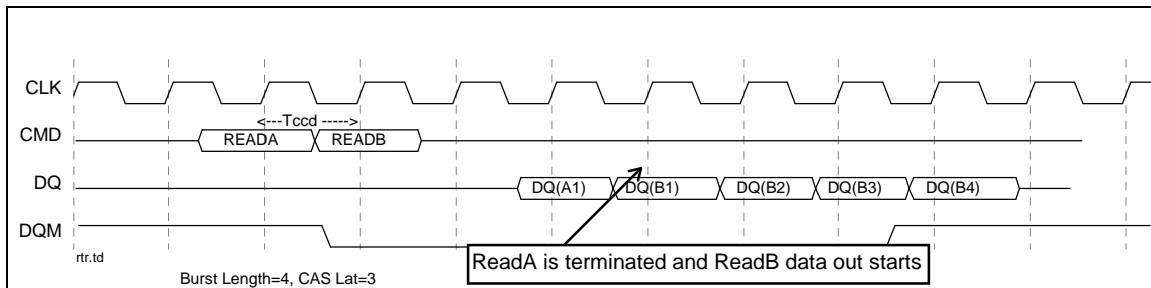 CLK
<---Tccd ----->
CMD READA READB
DQ DQ(A1) DQ(B1) DQ(B2) DQ(B3) DQ(B4)
DQM
rtr.td
ReadA is terminated and ReadB data out starts
Burst Length=4, CAS Lat=3